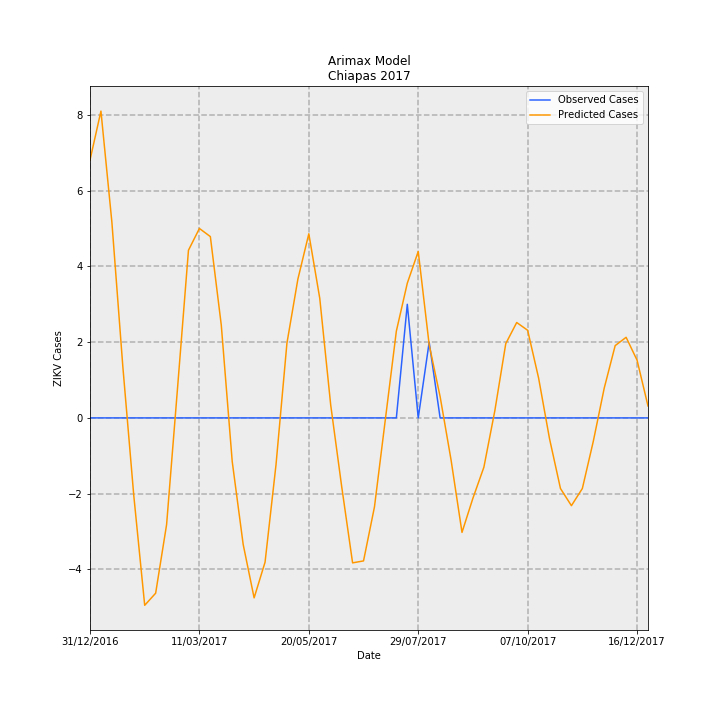 Arimax Model
Chiapas 2017
Observed Cases
Predicted Cases
8
6
4
2
0
−2
−4
ZIKV Cases
31/12/2016 11/03/2017 20/05/2017 29/07/2017 07/10/2017 16/12/2017
Date